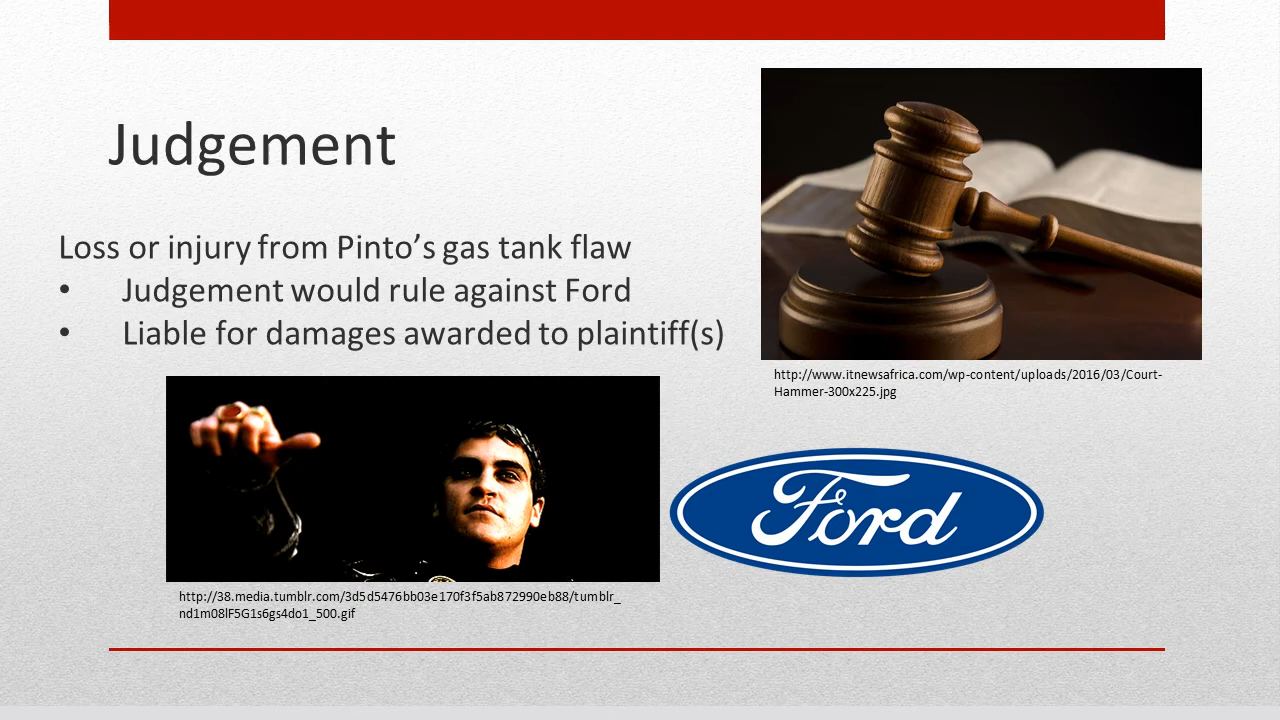 Judgement
Loss or injury from Pinto’s gas tank flaw
• Judgement would rule against Ford
• Liable for damages awarded to plaintiff(s)
http://www.itnewsafrica.com/wp-content/uploads/2016/03/Court-
Hammer-300x225.jpg
Ford
http://38.media.tumblr.com/3d5d5476bb03e170f3f5ab872990eb88/tumblr_
nd1m08lF5G1s6gs4do1_500.gif